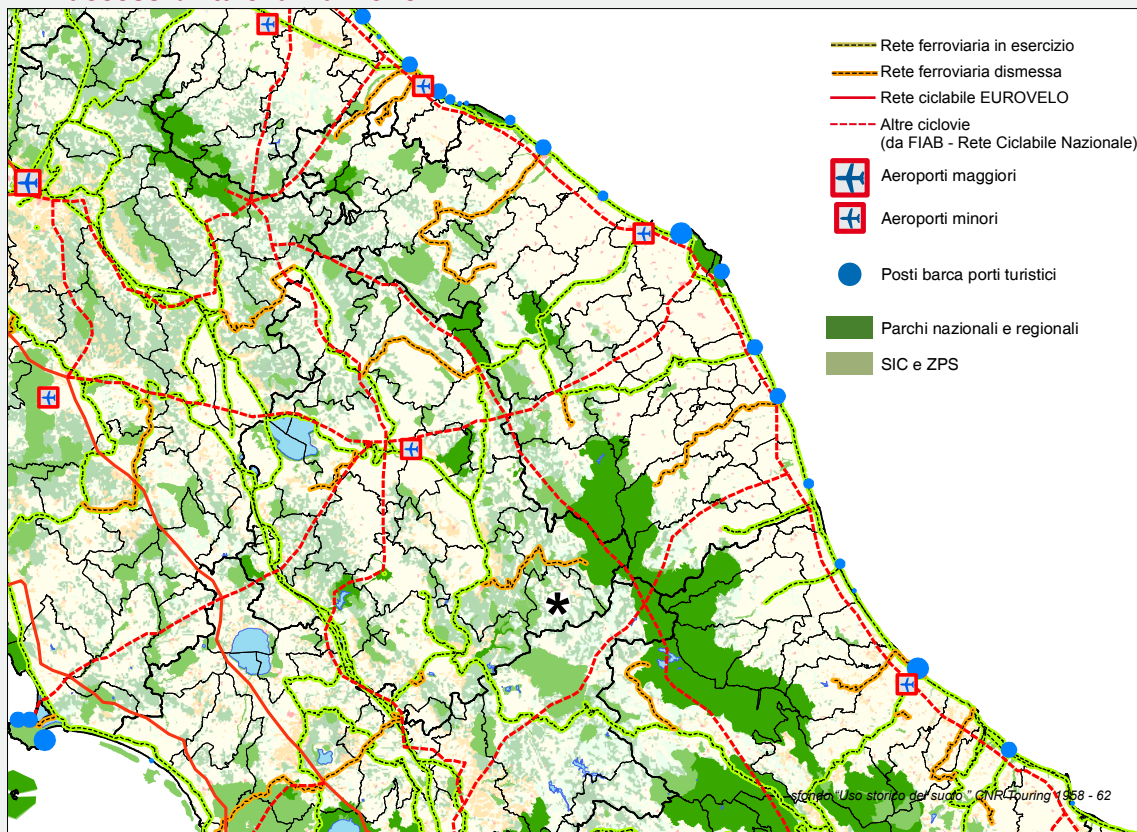 Rete ferroviaria in esercizio
Rete ferroviaria dismessa
Rete ciclabile EUROVELO
Altre ciclovie
(da FIAB - Rete Ciclabile Nazionale)
Aeroporti maggiori
Aeroporti minori
Posti barca porti turistici
Parchi nazionali e regionali
SIC e ZPS
*
sfondo "Uso storico del suolo " CNR Touring 1958 - 62